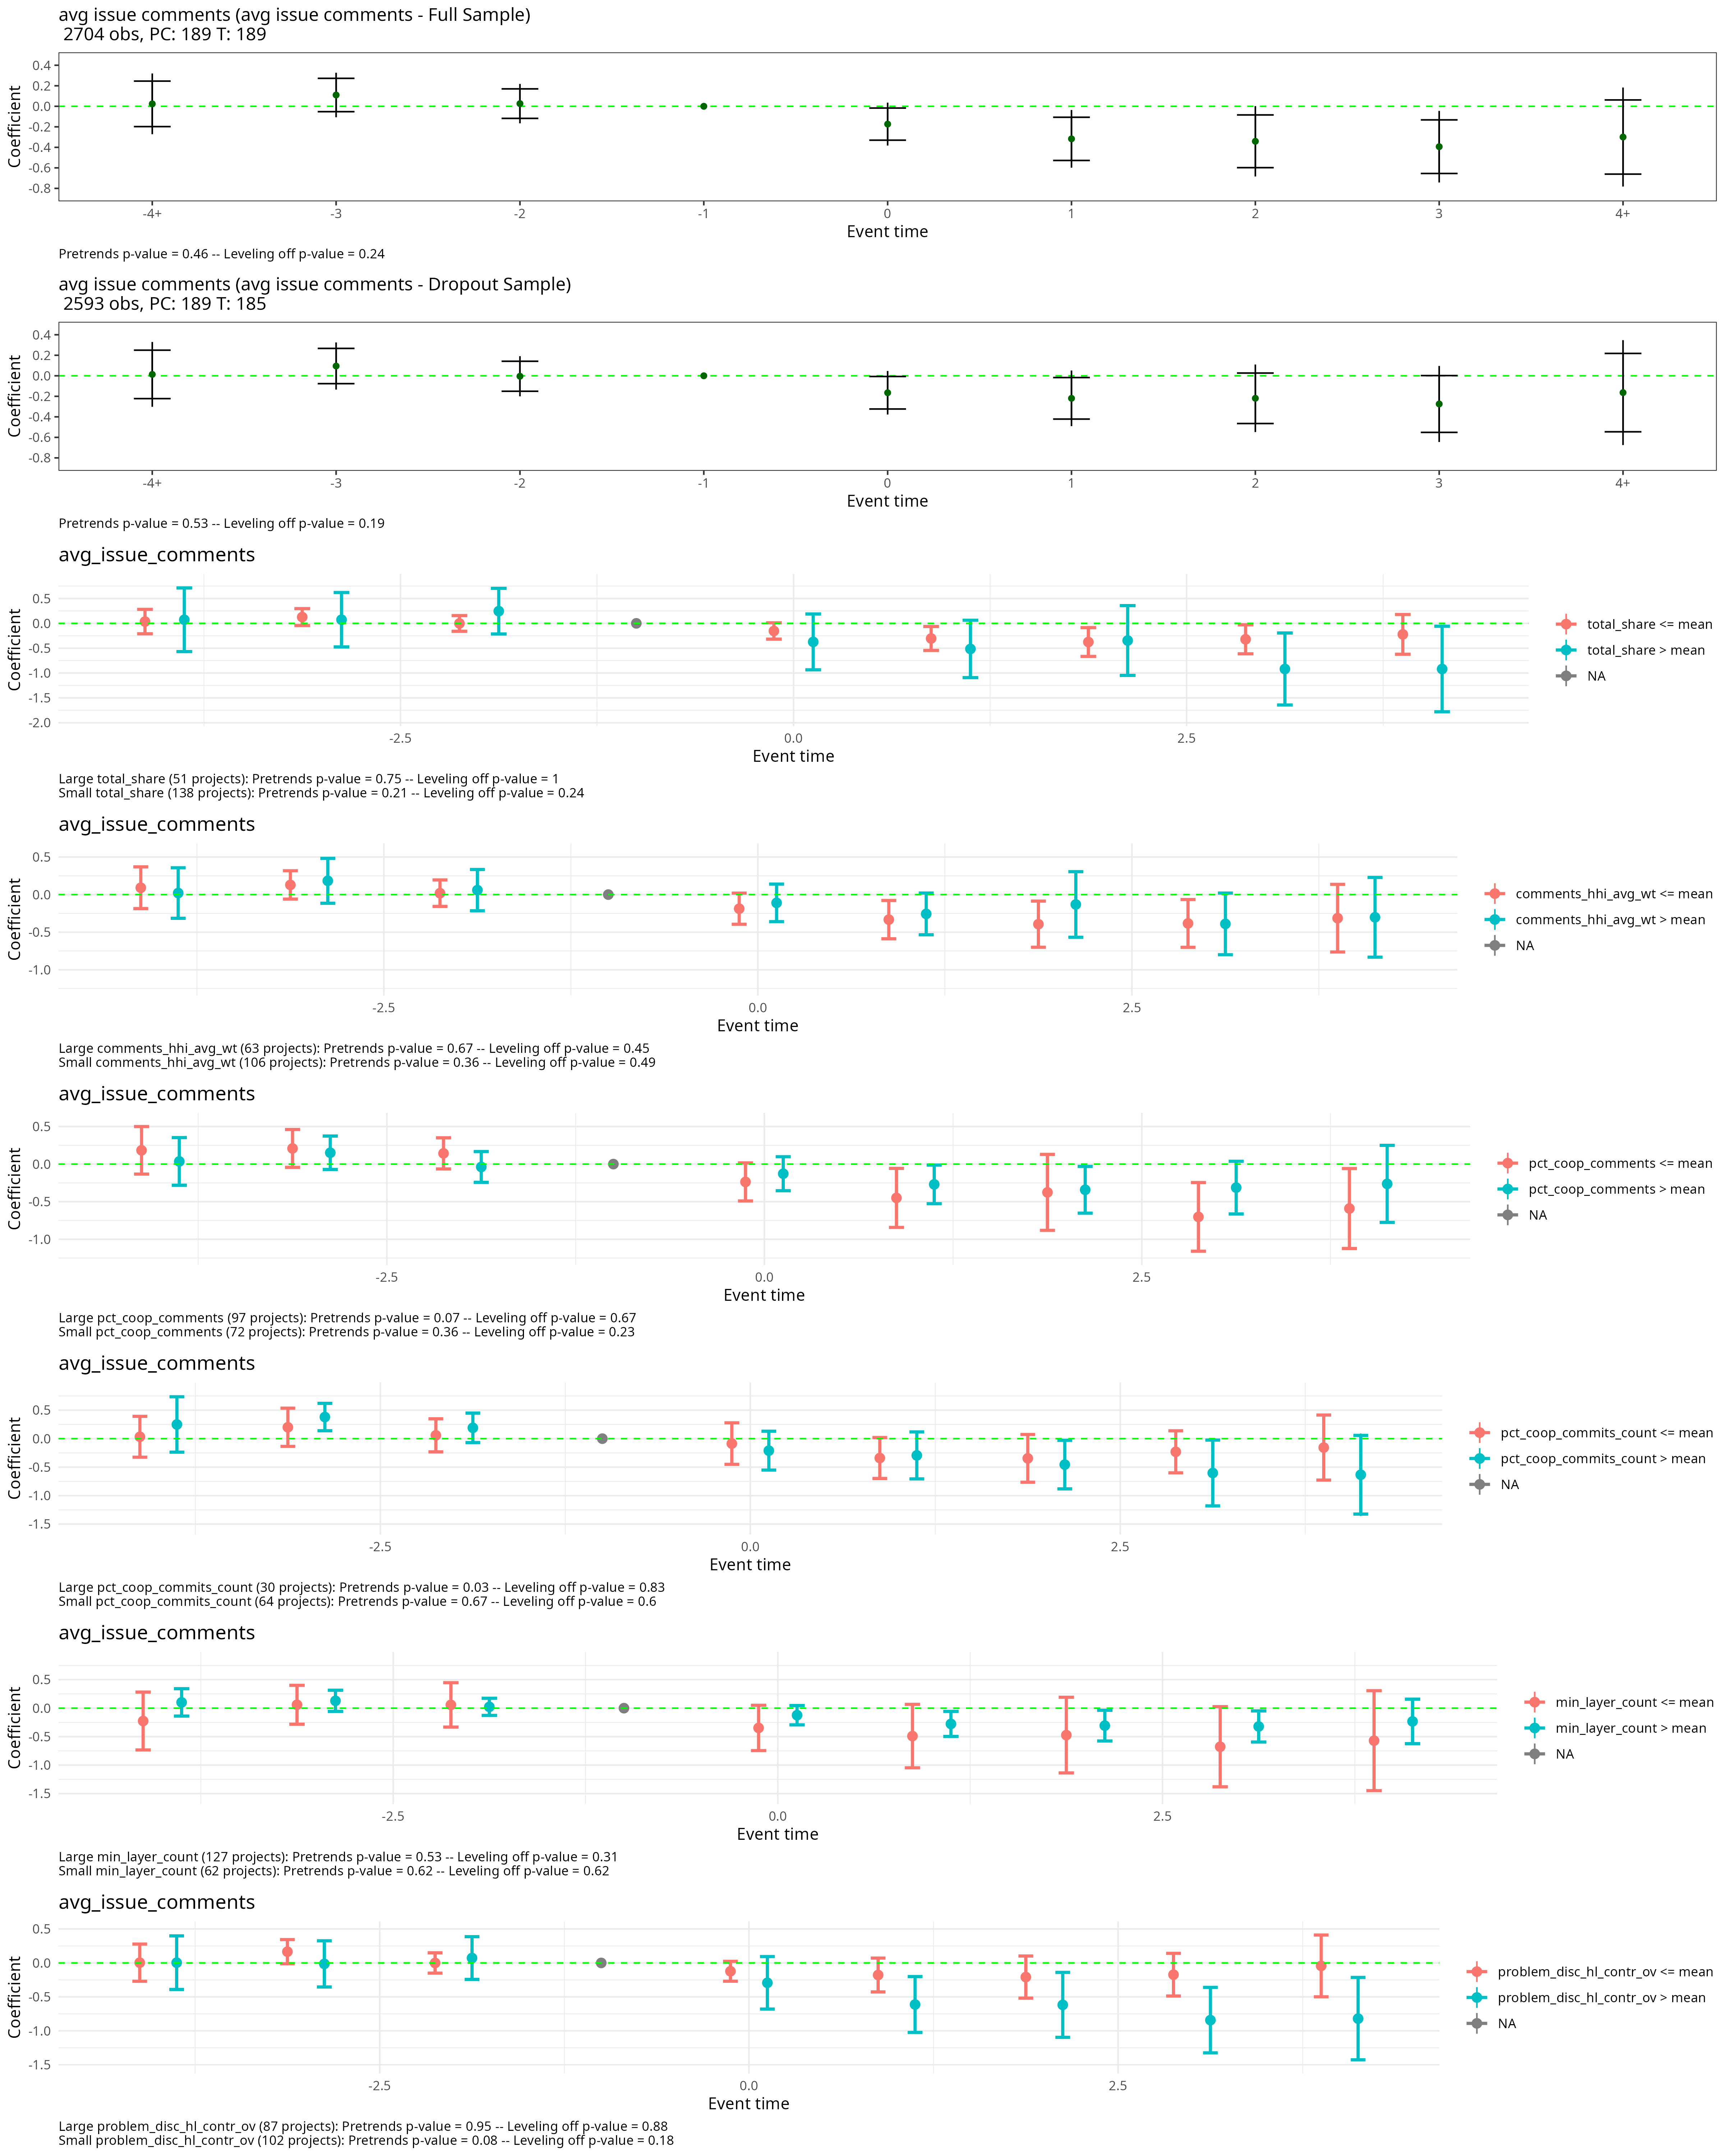 avg issue comments (avg issue comments - Full Sample)
2704 obs, PC: 189 T: 189
Coefficient
0.4
0.2
0.0
-0.2
-0.4
-0.6
-0.8
-4+ -3 -2 -1 0 1 2 3 4+
Event time
Pretrends p-value = 0.46 -- Leveling off p-value = 0.24
avg issue comments (avg issue comments - Dropout Sample)
2593 obs, PC: 189 T: 185
Coefficient
0.4
0.2
0.0
-0.2
-0.4
-0.6
-0.8
-4+ -3 -2 -1 0 1 2 3 4+
Event time
Pretrends p-value = 0.53 -- Leveling off p-value = 0.19
avg_issue_comments
Coefficient
0.5
0.0
-0.5
-1.0
-1.5
-2.0
-2.5 0.0 2.5
Event time
total_share <= mean
total_share > mean
NA
Large total_share (51 projects): Pretrends p-value = 0.75 -- Leveling off p-value = 1
Small total_share (138 projects): Pretrends p-value = 0.21 -- Leveling off p-value = 0.24
avg_issue_comments
Coefficient
0.5
0.0
-0.5
-1.0
-2.5 0.0 2.5
Event time
comments_hhi_avg_wt <= mean
comments_hhi_avg_wt > mean
NA
Large comments_hhi_avg_wt (63 projects): Pretrends p-value = 0.67 -- Leveling off p-value = 0.45
Small comments_hhi_avg_wt (106 projects): Pretrends p-value = 0.36 -- Leveling off p-value = 0.49
avg_issue_comments
Coefficient
0.5
0.0
-0.5
-1.0
-2.5 0.0 2.5
Event time
pct_coop_comments <= mean
pct_coop_comments > mean
NA
Large pct_coop_comments (97 projects): Pretrends p-value = 0.07 -- Leveling off p-value = 0.67
Small pct_coop_comments (72 projects): Pretrends p-value = 0.36 -- Leveling off p-value = 0.23
avg_issue_comments
Coefficient
0.5
0.0
-0.5
-1.0
-1.5
-2.5 0.0 2.5
Event time
pct_coop_commits_count <= mean
pct_coop_commits_count > mean
NA
Large pct_coop_commits_count (30 projects): Pretrends p-value = 0.03 -- Leveling off p-value = 0.83
Small pct_coop_commits_count (64 projects): Pretrends p-value = 0.67 -- Leveling off p-value = 0.6
avg_issue_comments
Coefficient
0.5
0.0
-0.5
-1.0
-1.5
-2.5 0.0 2.5
Event time
min_layer_count <= mean
min_layer_count > mean
NA
Large min_layer_count (127 projects): Pretrends p-value = 0.53 -- Leveling off p-value = 0.31
Small min_layer_count (62 projects): Pretrends p-value = 0.62 -- Leveling off p-value = 0.62
avg_issue_comments
Coefficient
0.5
0.0
-0.5
-1.0
-1.5
-2.5 0.0 2.5
Event time
problem_disc_hl_contr_ov <= mean
problem_disc_hl_contr_ov > mean
NA
Large problem_disc_hl_contr_ov (87 projects): Pretrends p-value = 0.95 -- Leveling off p-value = 0.88
Small problem_disc_hl_contr_ov (102 projects): Pretrends p-value = 0.08 -- Leveling off p-value = 0.18